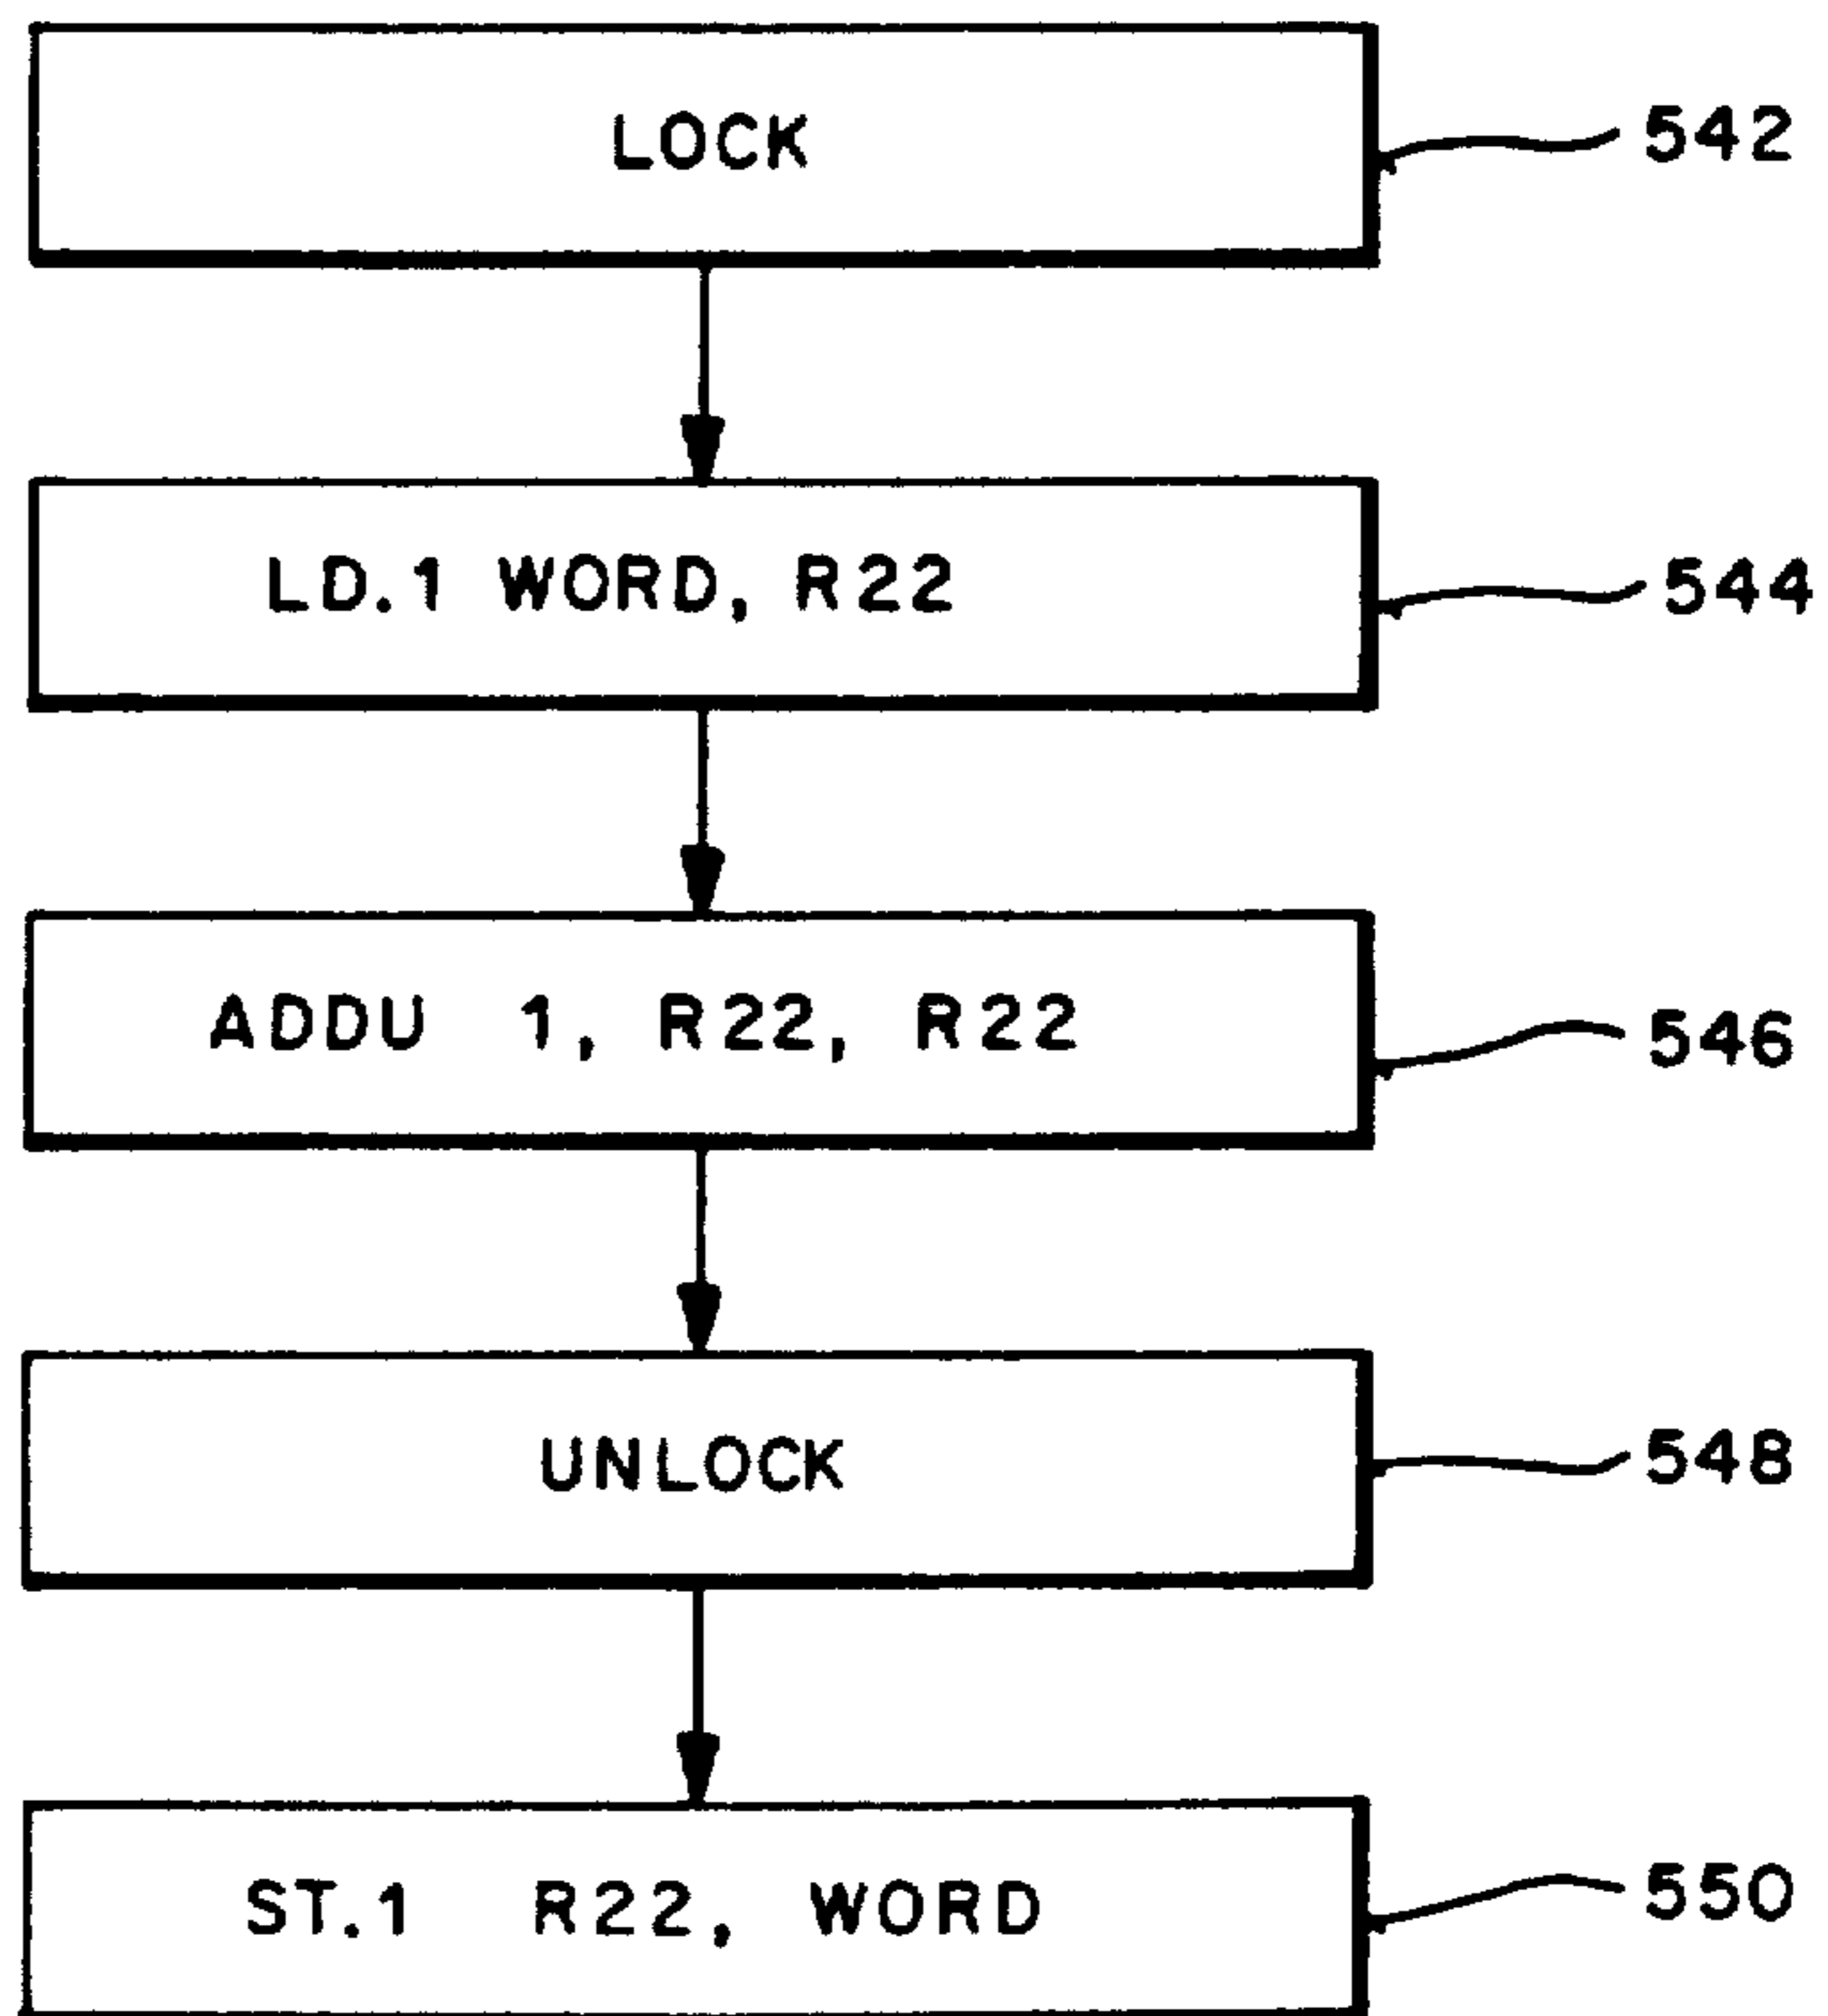 LOCK 542
LD.1 WORD, R22 544
ADDU 1, R22, R22 546
UNLOCK 548
ST.1 R22, WORD 550